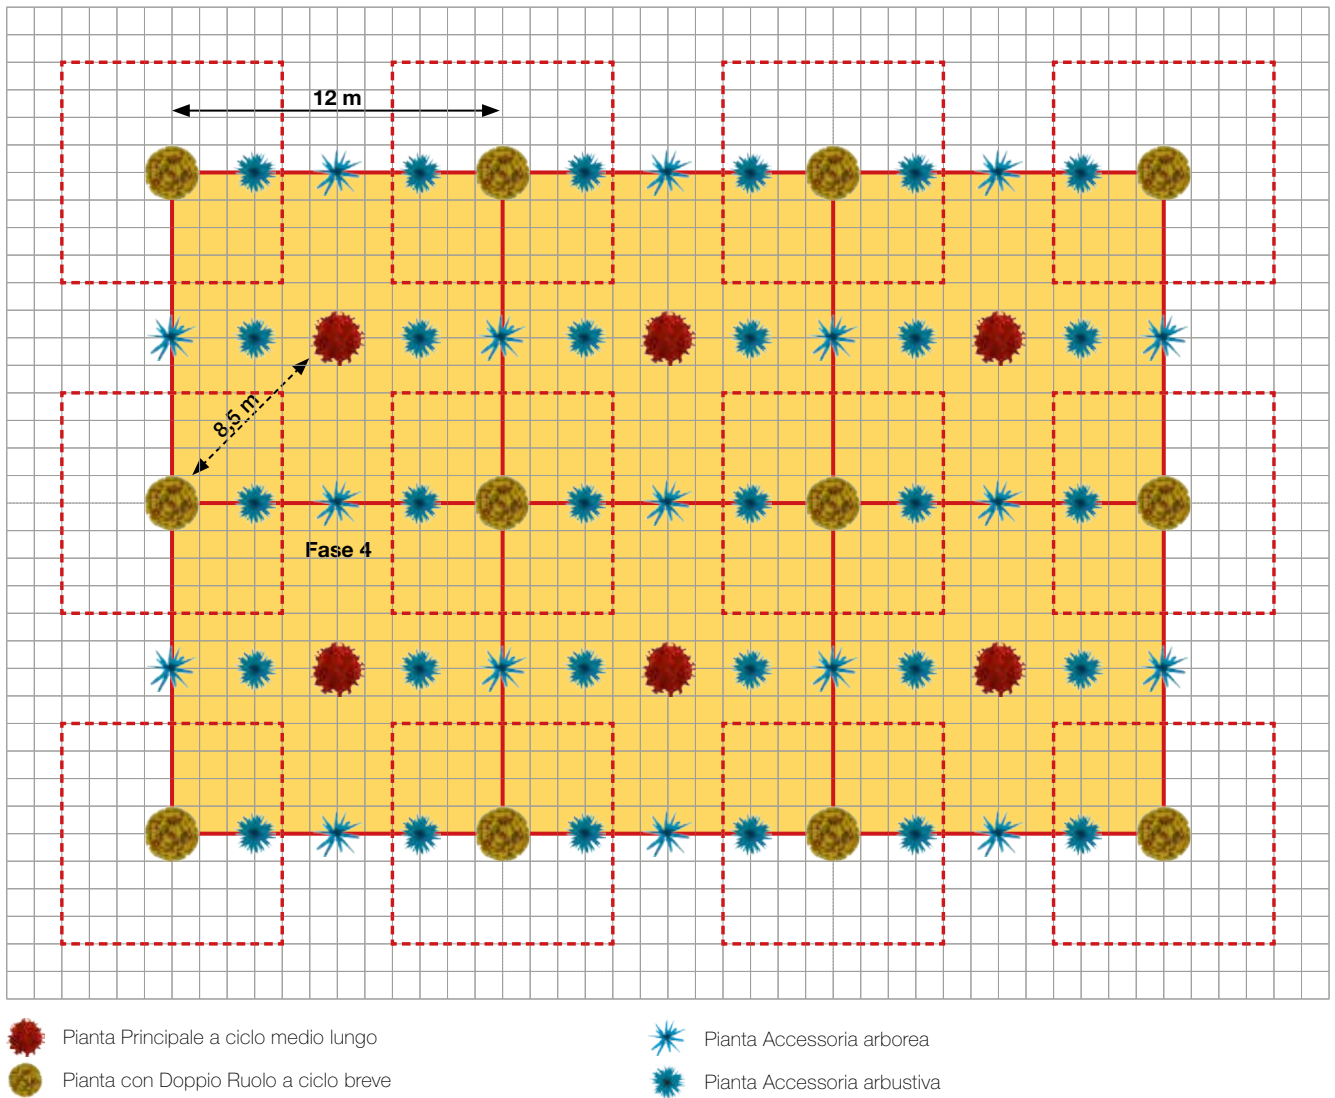 12 m
8,5 m
Fase 4
Pianta Principale a ciclo medio lungo
Pianta Accessoria arborea
Pianta con Doppio Ruolo a ciclo breve
Pianta Accessoria arbustiva